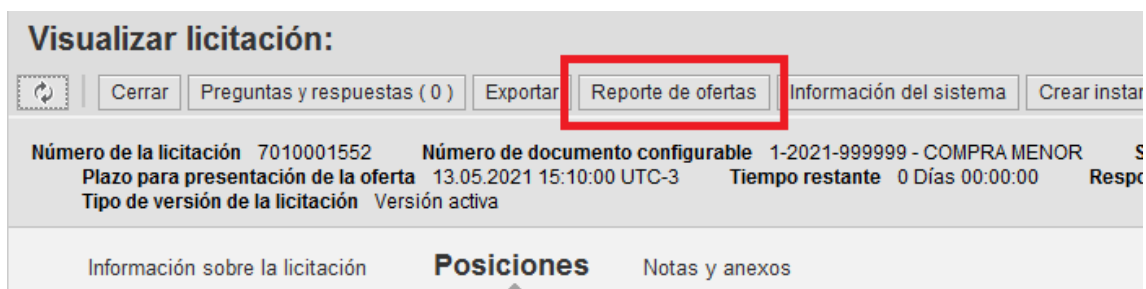 Visualizar licitación:
Cerrar Preguntas y respuestas ( 0 ) Exportar Reporte de ofertas Información del sistema Crear instar
Número de la licitación 7010001552 Número de documento configurable 1-2021-999999 - COMPRA MENOR S
Plazo para presentación de la oferta 13.05.2021 15:10:00 UTC-3 Tiempo restante 0 Días 00:00:00 Respo
Tipo de versión de la licitación Versión activa
Información sobre la licitación Posiciones Notas y anexos